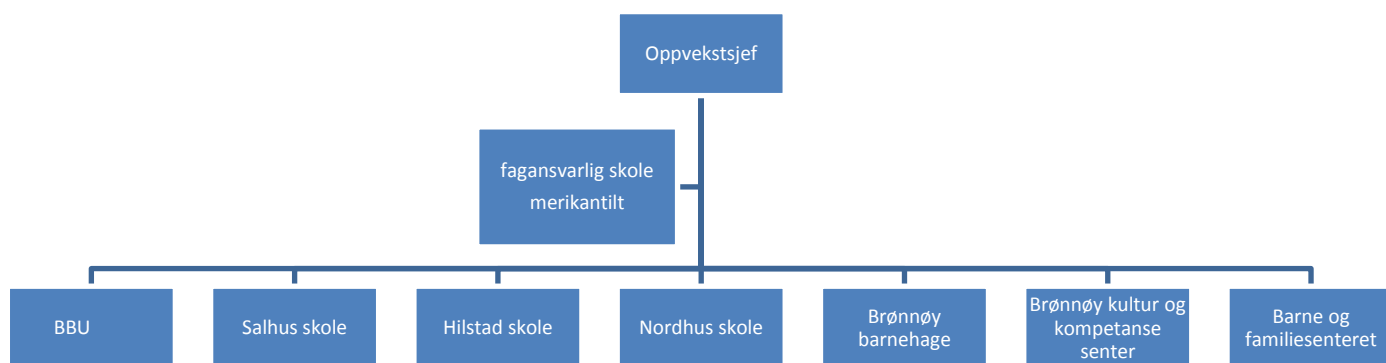 Oppvekstsjef
fagansvarlig skole
merikantilt
BBU
Salhus skole
Hilstad skole
Nordhus skole
Brønnøy
barnehage
Brønnøy kultur og
kompetanse
senter
Barne og
familiesenteret